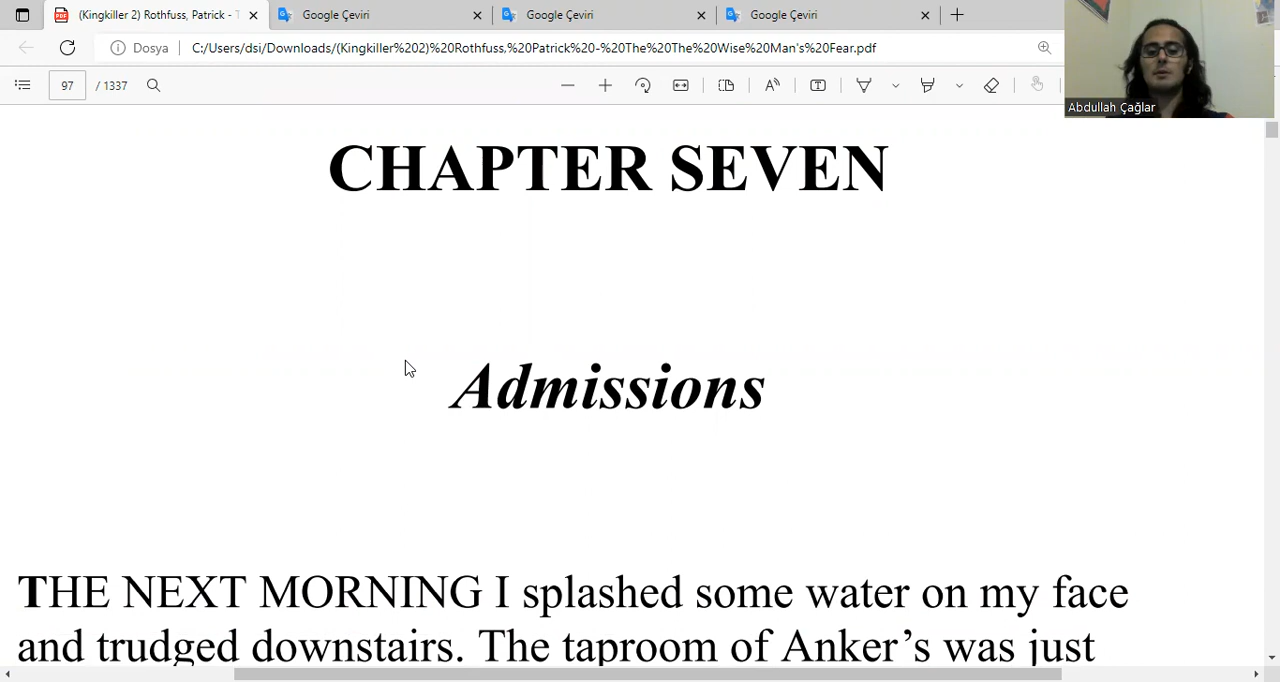 (Kingkiller 2) Rothfuss, Patrick - T
Google Çeviri
Google Çeviri
Google Çeviri
Dosya
C:/Users/dsi/Downloads/(Kingkiller%202)%20Rothfuss,%20Patrick%20-%20The%20The%20Wise%20Man's%20Fear.pdf
97 / 1337
Abdullah Çağlar
CHAPTER SEVEN
Admissions
THE NEXT MORNING I splashed some water on my face
and trudged downstairs. The taproom of Anker’s was just